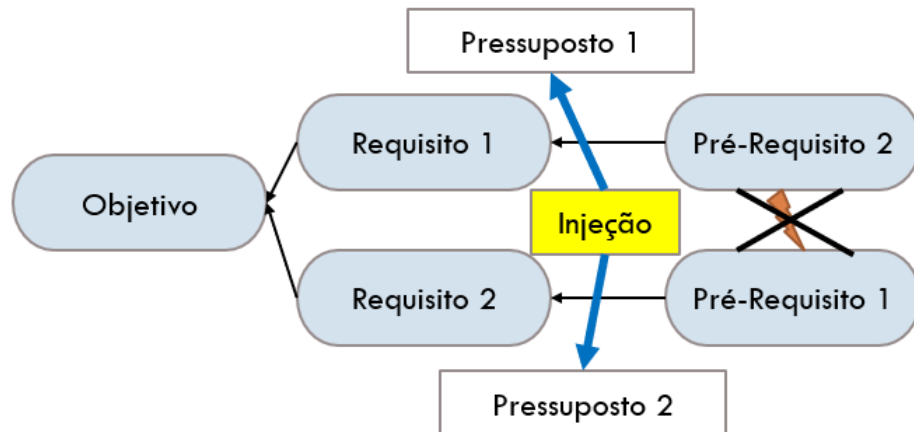 Pressuposto 1
Requisito 1
Pré-Requisito 2
Objetivo
Injeção
Requisito 2
Pré-Requisito 1
Pressuposto 2